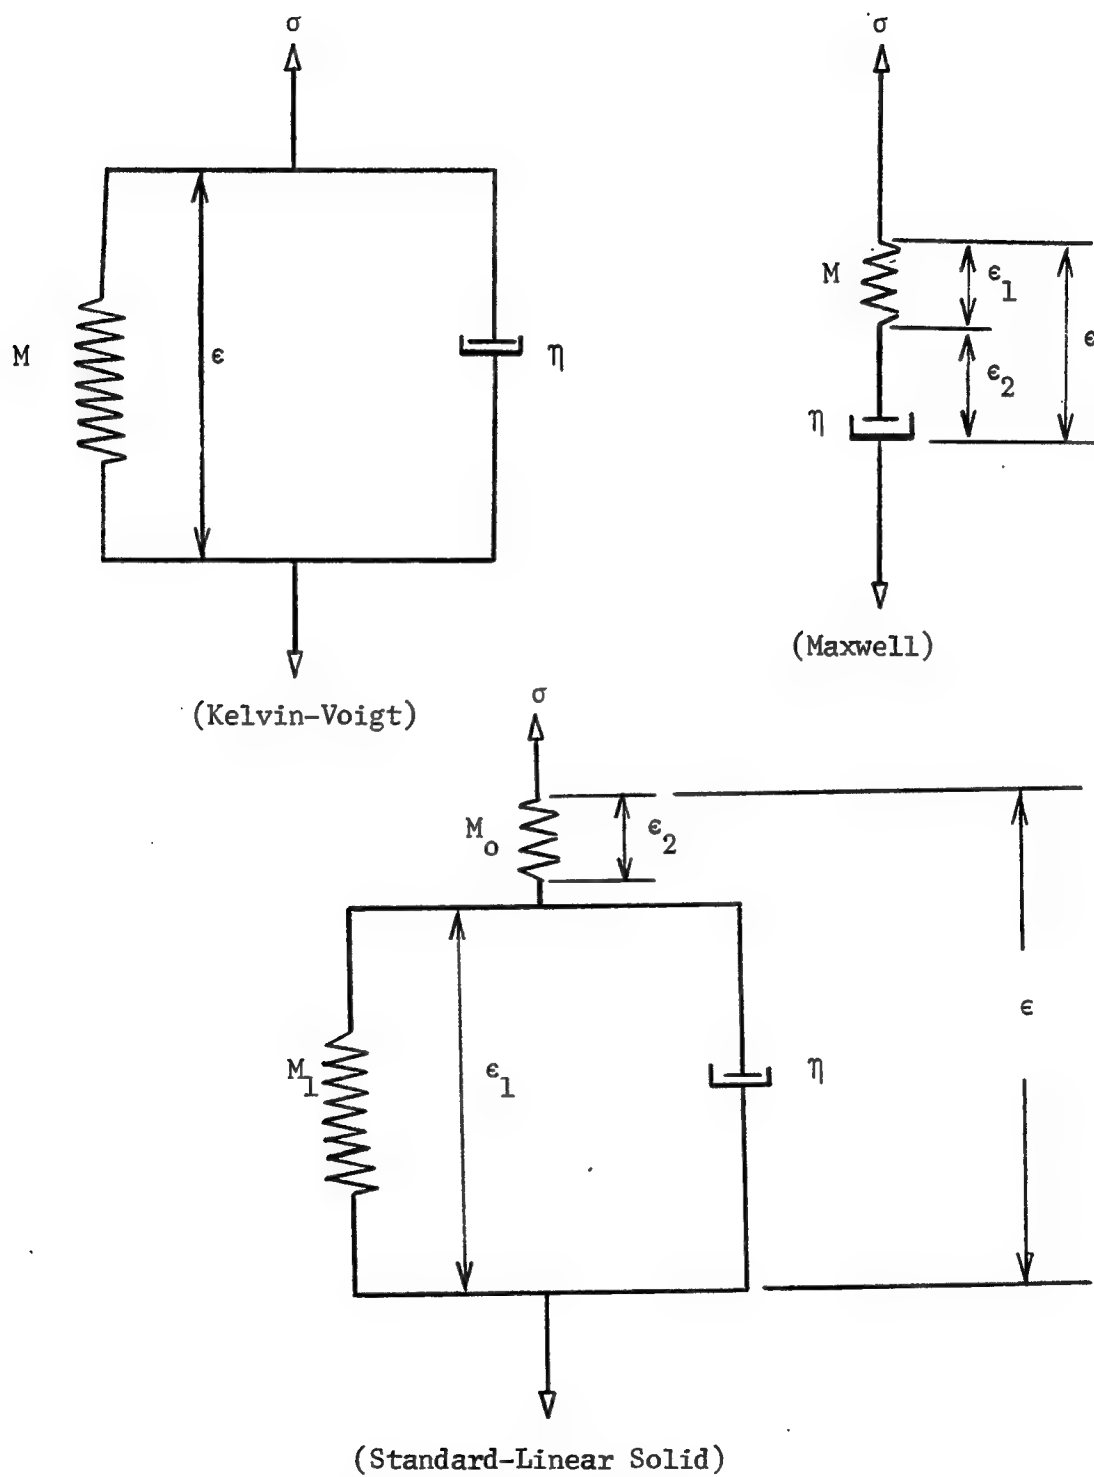 σ
M
ϵ
η
(Kelvin-Voigt)
σ
M
ϵ1
ϵ2
ϵ
η
(Maxwell)
σ
Mo
ϵ2
M1
ϵ1
η
ϵ
(Standard-Linear Solid)